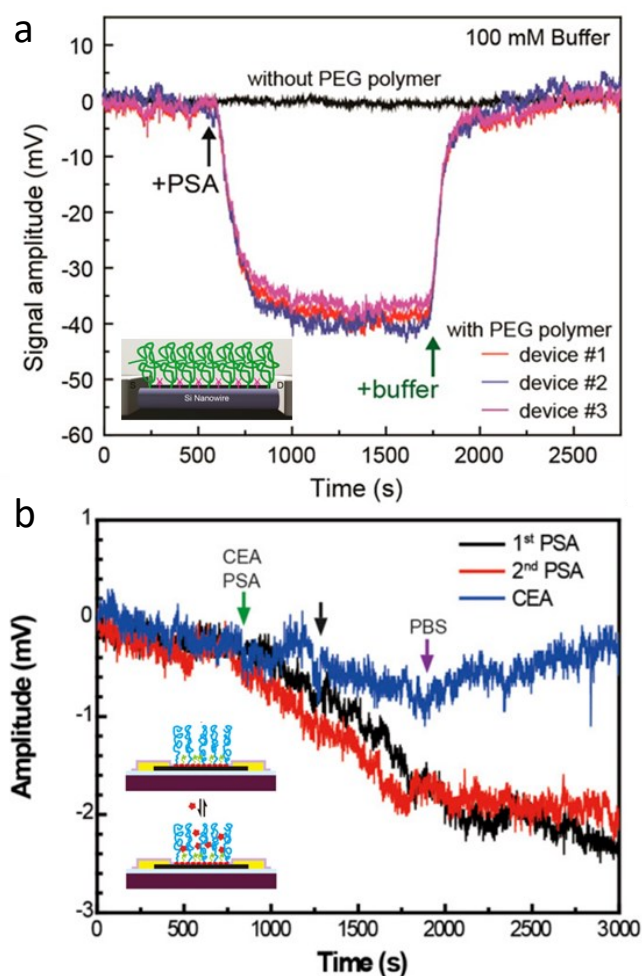 a
100 mM Buffer
without PEG polymer
+PSA
with PEG polymer
device #1
device #2
device #3
+buffer
S
D
Si Nanowire
Signal amplitude (mV)
10
0
-10
-20
-30
-40
-50
-60
0
500
1000
1500
2000
2500
Time (s)
b
CEA
PSA
PBS
1st PSA
2nd PSA
CEA
Amplitude (mV)
1
0
-1
-2
-3
0
500
1000
1500
2000
2500
3000
Time (s)